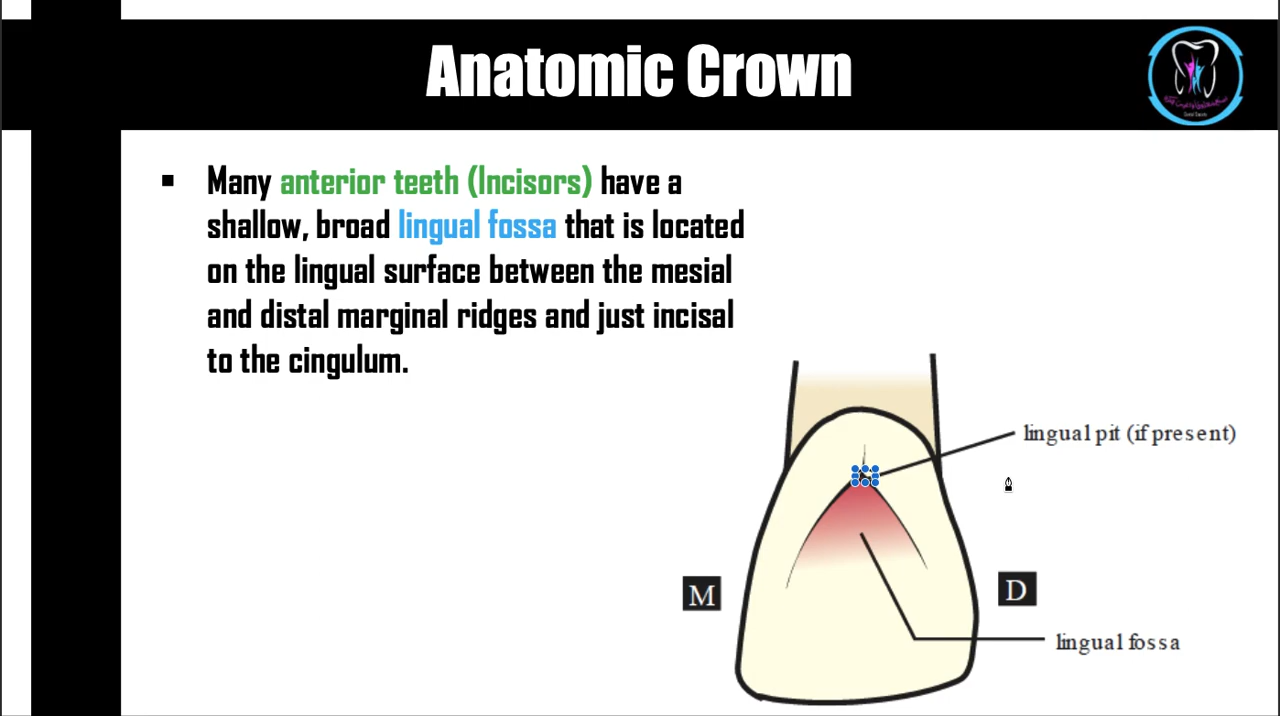 Anatomic Crown
▪ Many anterior teeth (Incisors) have a
shallow, broad lingual fossa that is located
on the lingual surface between the mesial
and distal marginal ridges and just incisal
to the cingulum.
lingual pit (if present)
M
D
lingual fossa